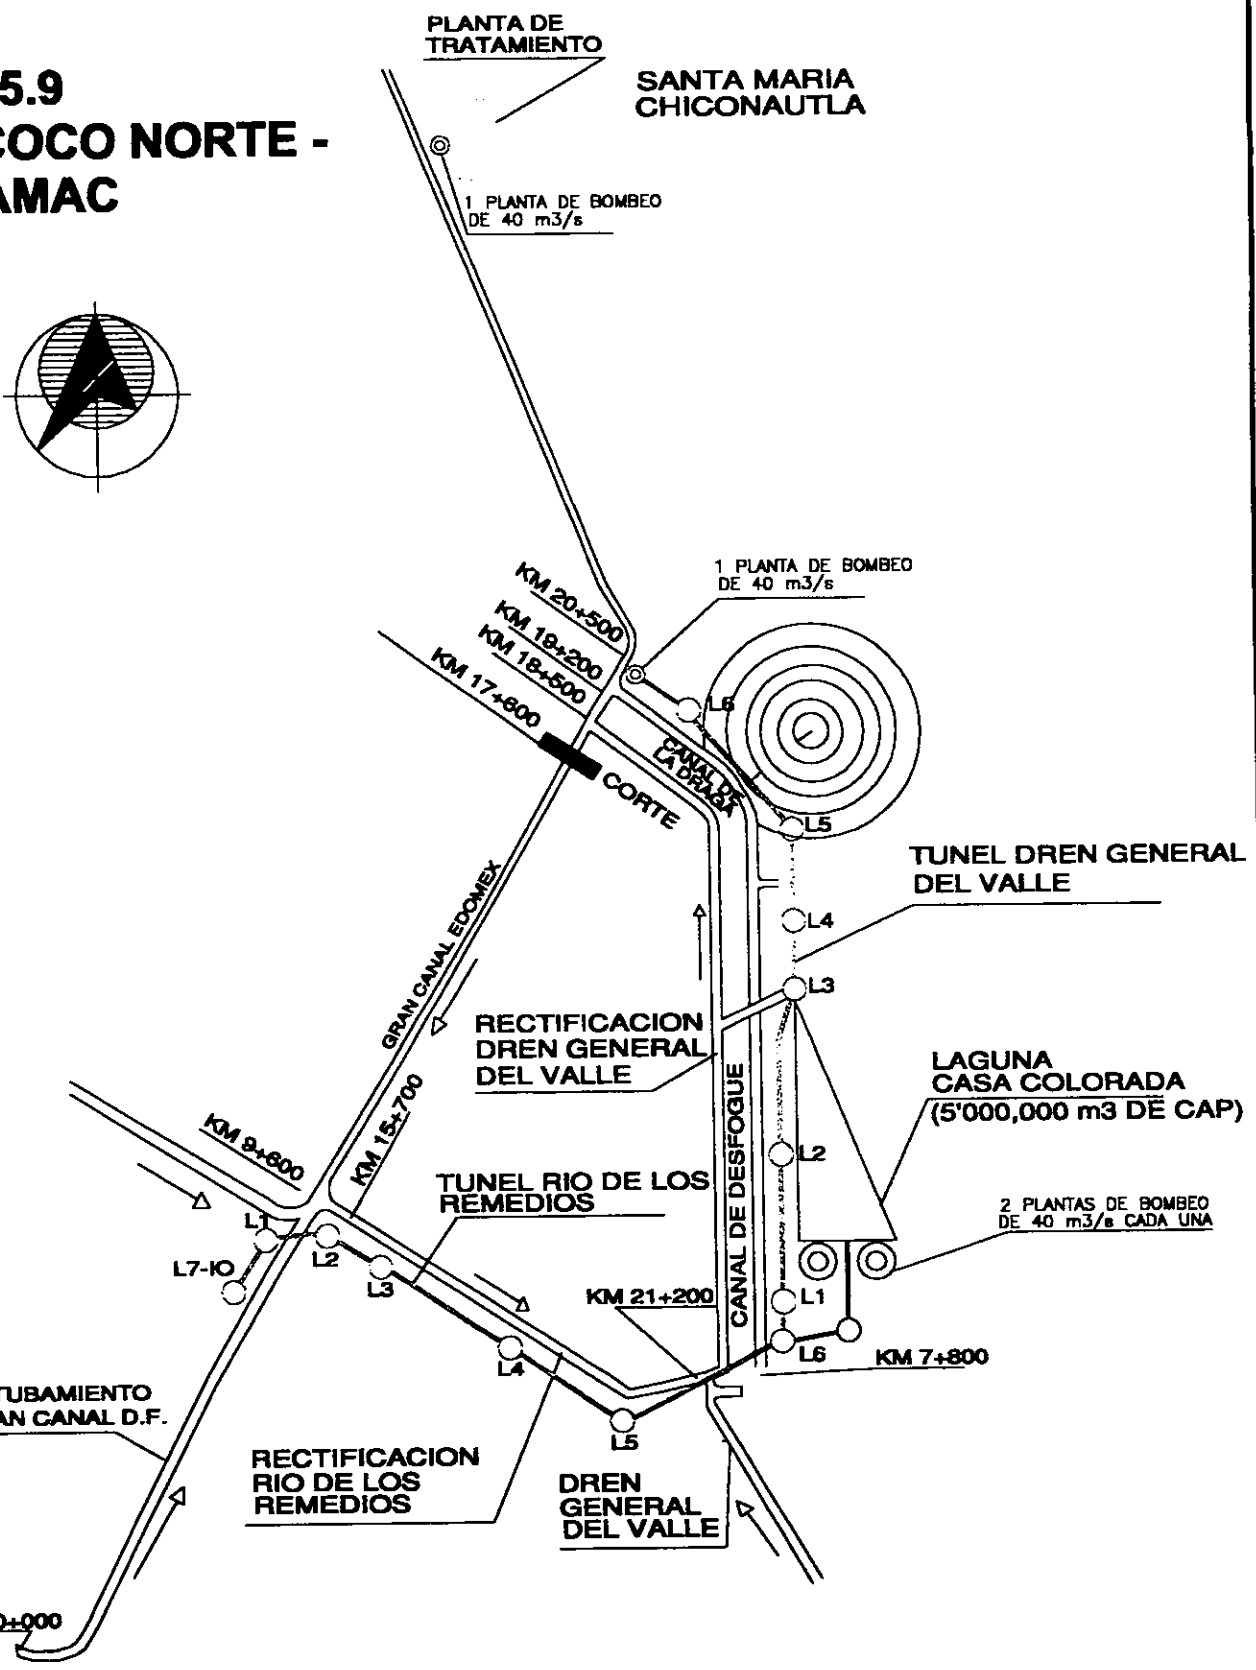 PLANTA DE
TRATAMIENTO
SANTA MARIA
CHICONAUTLA
5.9
COCO NORTE -
AMAC
1 PLANTA DE BOMBEO
DE 40 m3/s
1 PLANTA DE BOMBEO
DE 40 m3/s
KM 20+500
KM 19+200
KM 18+500
KM 17+600
CORTE
L6
CANAL DE
LA DRAGA
L5
TUNEL DREN GENERAL
DEL VALLE
L4
L3
GRAN CANAL EDOMEX
RECTIFICACION
DREN GENERAL
DEL VALLE
LAGUNA
CASA COLORADA
(5'000,000 m3 DE CAP)
CANAL DE DESFOGUE
KM 15+700
KM 9+600
L2
TUNEL RIO DE LOS
REMEDIOS
2 PLANTAS DE BOMBEO
DE 40 m3/s CADA UNA
L1
L2
L7-IO
L3
KM 21+200
L1
L6
KM 7+800
L4
TUBAMIENTO
AN CANAL D.F.
L5
RECTIFICACION
RIO DE LOS
REMEDIOS
DREN
GENERAL
DEL VALLE
0+000